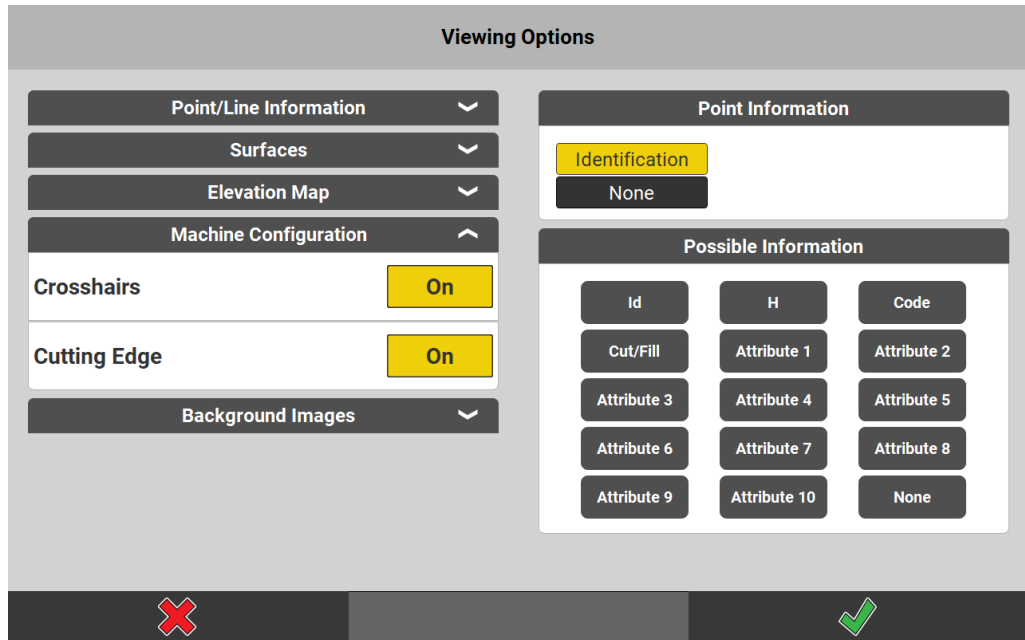 Viewing Options
Point/Line Information
Surfaces
Elevation Map
Machine Configuration
Crosshairs On
Cutting Edge On
Background Images
Point Information
Identification
None
Possible Information
Id H Code
Cut/Fill Attribute 1 Attribute 2
Attribute 3 Attribute 4 Attribute 5
Attribute 6 Attribute 7 Attribute 8
Attribute 9 Attribute 10 None